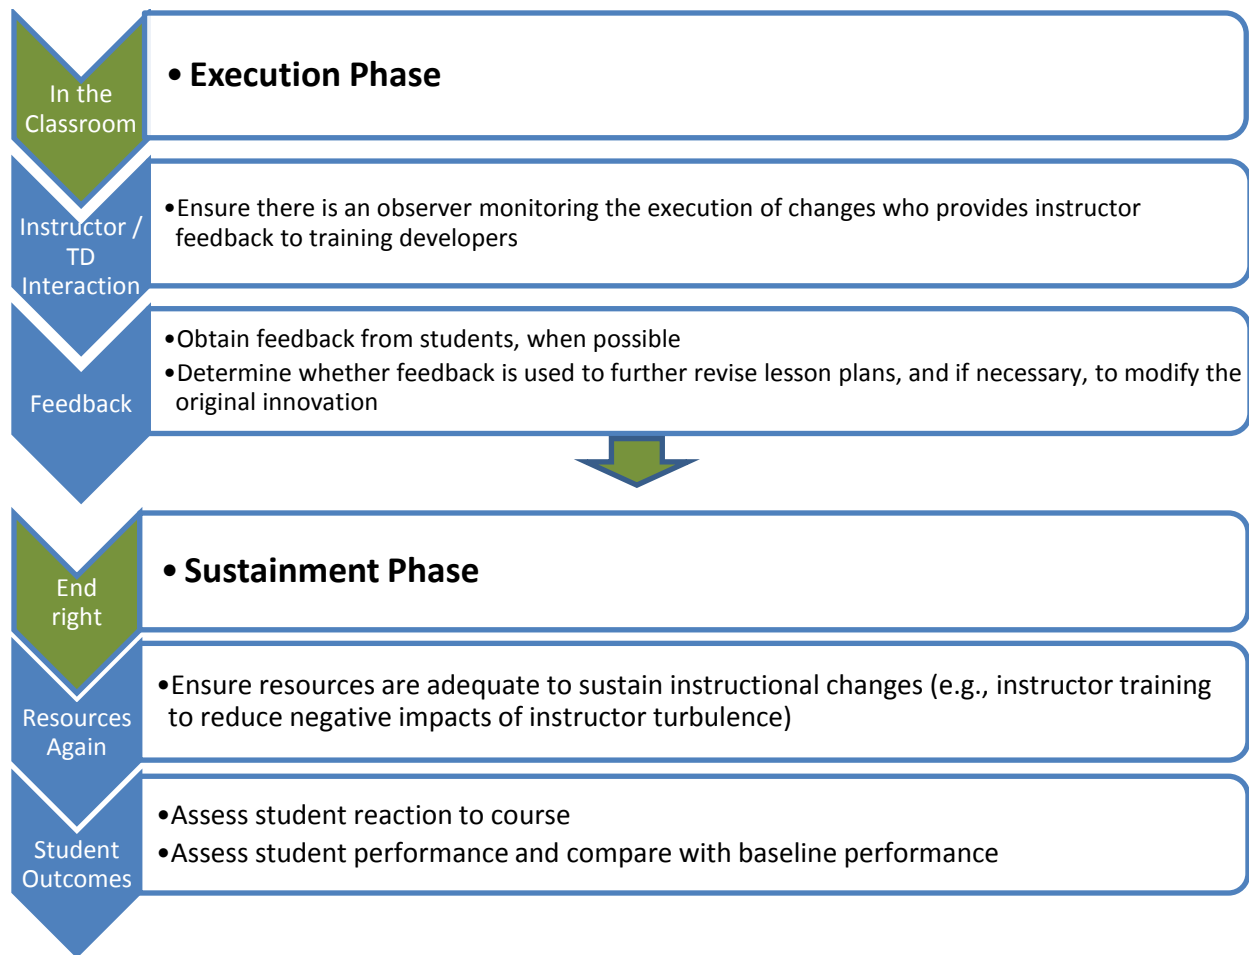 In the
Classroom
• Execution Phase
Instructor /
TD
Interaction
•Ensure there is an observer monitoring the execution of changes who provides instructor
feedback to training developers
Feedback
•Obtain feedback from students, when possible
•Determine whether feedback is used to further revise lesson plans, and if necessary, to modify the
original innovation
End
right
• Sustainment Phase
Resources
Again
•Ensure resources are adequate to sustain instructional changes (e.g., instructor training
to reduce negative impacts of instructor turbulence)
Student
Outcomes
•Assess student reaction to course
•Assess student performance and compare with baseline performance